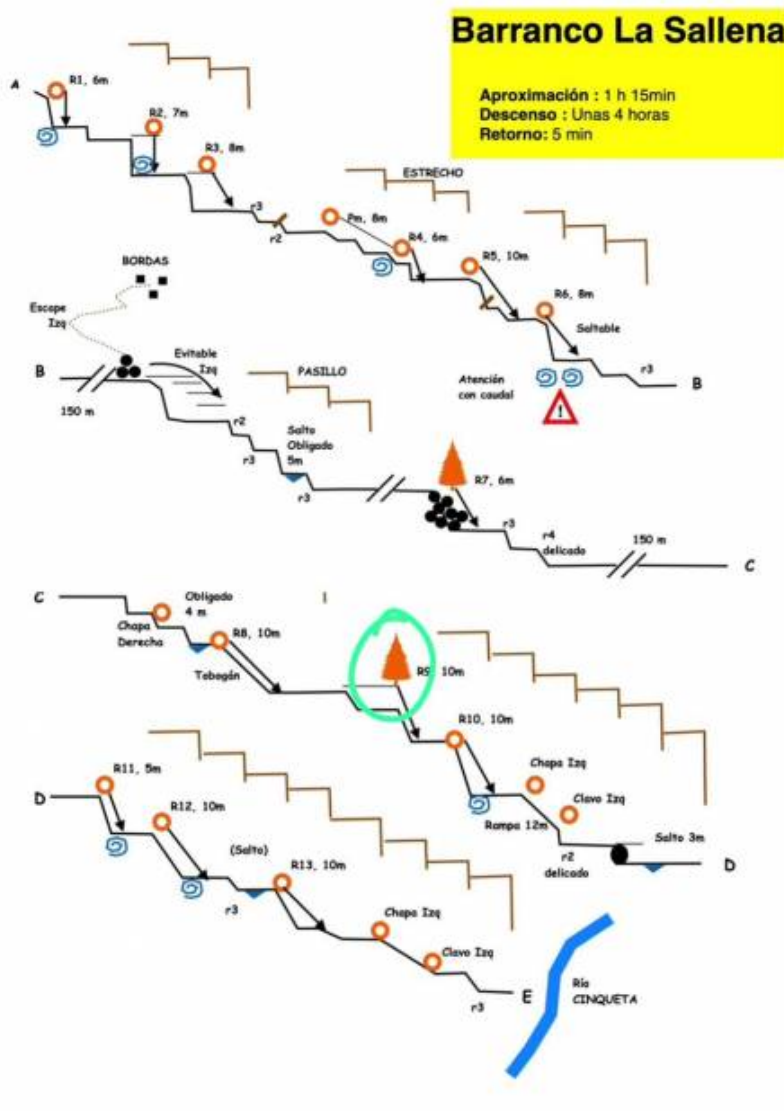 Barranco La Sallena
Aproximación : 1 h 15min
Descenso : Unas 4 horas
Retorno: 5 min
A
R1, 6m
R2, 7m
R3, 8m
r3
r2
ESTRECHO
Pm, 8m
R4, 6m
R5, 10m
R6, 8m
Saltable
r3
B
Atención
con caudal
!
BORDAS
Escape
Izq
Evitable
Izq
B
150 m
PASILLO
r2
r3
Salto
Obligado
5m
r3
R7, 6m
r3
r4
delicado
150 m
C
C
Obligado
4 m
Chapa
Derecha
R8, 10m
Tobogán
R9, 10m
R10, 10m
Chapa Izq
Clavo Izq
Rampa 12m
r2
delicado
Salto 3m
D
D
R11, 5m
R12, 10m
(Salto)
r3
R13, 10m
Chapa Izq
Clavo Izq
r3
E
Río
CINQUETA